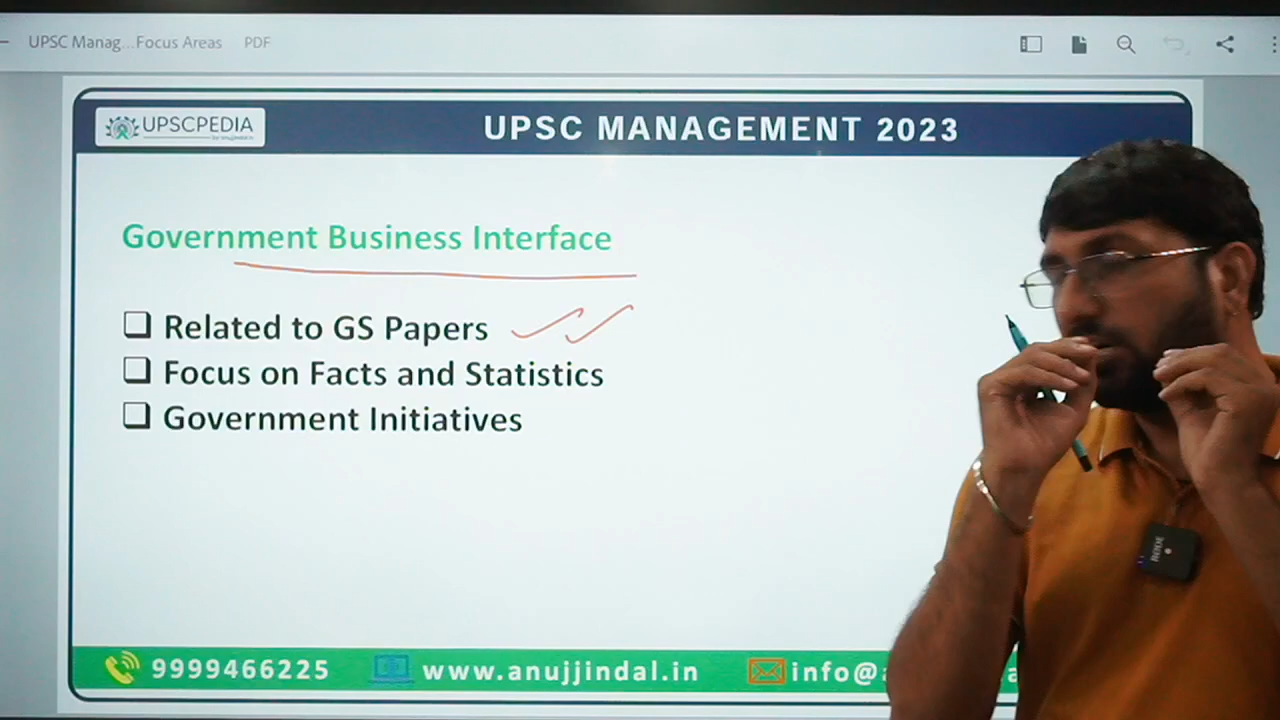 UPSC Manag...Focus Areas PDF
UPSCPEDIA
UPSC MANAGEMENT 2023
Government Business Interface
Related to GS Papers
Focus on Facts and Statistics
Government Initiatives
RODE
9999466225 www.anujjindal.in info@